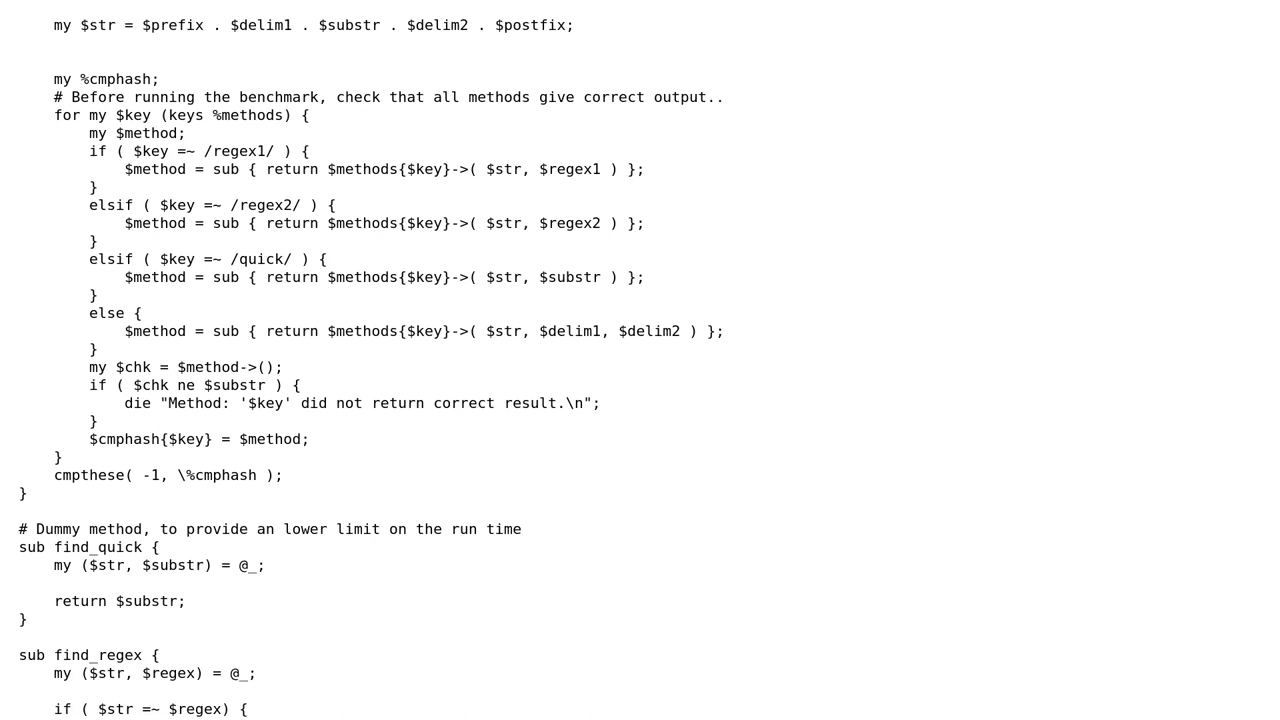 my $str = $prefix . $delim1 . $substr . $delim2 . $postfix;
my %cmphash;
# Before running the benchmark, check that all methods give correct output..
for my $key (keys %methods) {
my $method;
if ( $key =~ /regex1/ ) {
$method = sub { return $methods{$key}->( $str, $regex1 ) };
}
elsif ( $key =~ /regex2/ ) {
$method = sub { return $methods{$key}->( $str, $regex2 ) };
}
elsif ( $key =~ /quick/ ) {
$method = sub { return $methods{$key}->( $str, $substr ) };
}
else {
$method = sub { return $methods{$key}->( $str, $delim1, $delim2 ) };
}
my $chk = $method->();
if ( $chk ne $substr ) {
die "Method: '$key' did not return correct result.\n";
}
$cmphash{$key} = $method;
}
cmpthese( -1, \%cmphash );
}
# Dummy method, to provide an lower limit on the run time
sub find_quick {
my ($str, $substr) = @_;
return $substr;
}
sub find_regex {
my ($str, $regex) = @_;
if ( $str =~ $regex) {